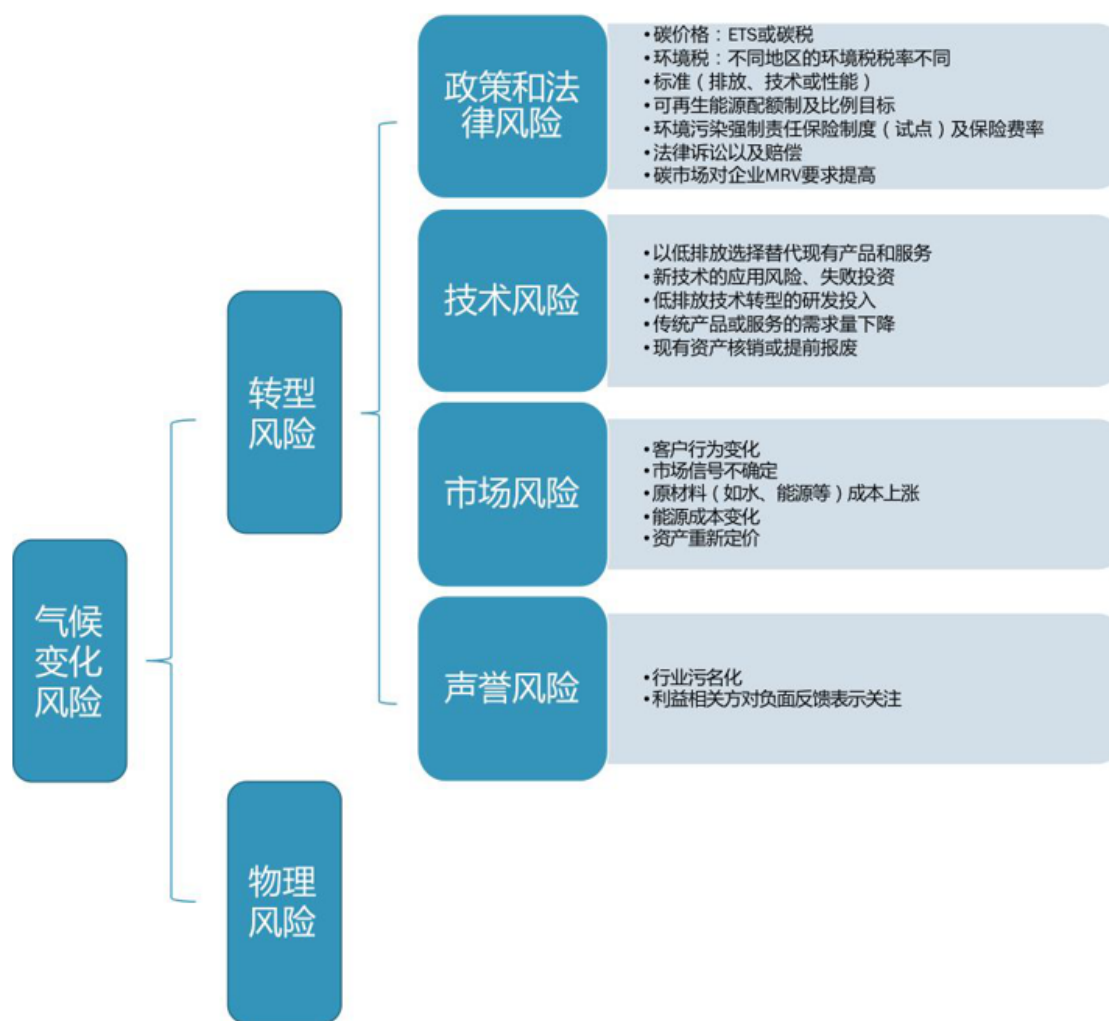 气候
变化
风险
转型
风险
政策和法
律风险
•碳价格：ETS或碳税
•环境税：不同地区的环境税税率不同
•标准（排放、技术或性能）
•可再生能源配额制及比例目标
•环境污染强制责任保险制度（试点）及保险费率
•法律诉讼以及赔偿
•碳市场对企业MRV要求提高
技术风险
•以低排放选择替代现有产品和服务
•新技术的应用风险、失败投资
•低排放技术转型的研发投入
•传统产品或服务的需求量下降
•现有资产核销或提前报废
市场风险
•客户行为变化
•市场信号不确定
•原材料（如水、能源等）成本上涨
•能源成本变化
•资产重新定价
声誉风险
•行业污名化
•利益相关方对负面反馈表示关注
物理
风险